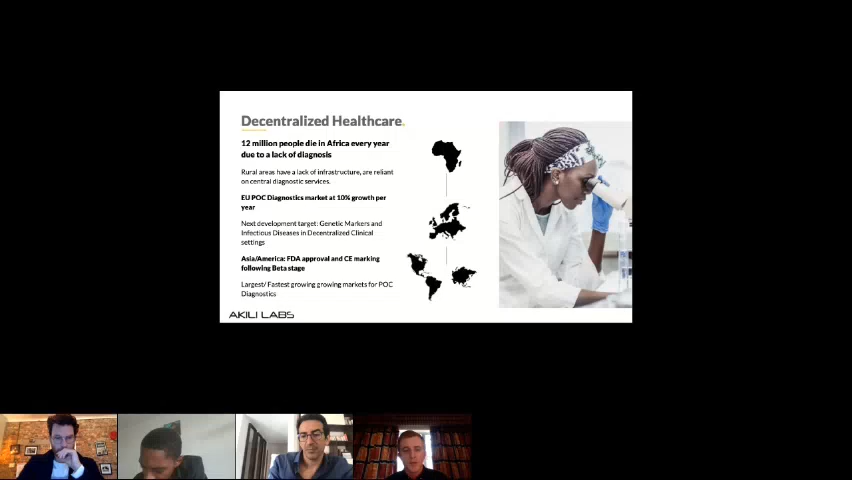 Decentralized Healthcare.
12 million people die in Africa every year
due to a lack of diagnosis
Rural areas have a lack of infrastructure, are reliant
on central diagnostic services.
EU POC Diagnostics market at 10% growth per
year
Next development target: Genetic Markers and
Infectious Diseases in Decentralized Clinical
settings
Asia/America: FDA approval and CE marking
following Beta stage
Largest/ Fastest growing growing markets for POC
Diagnostics
AKILI LABS